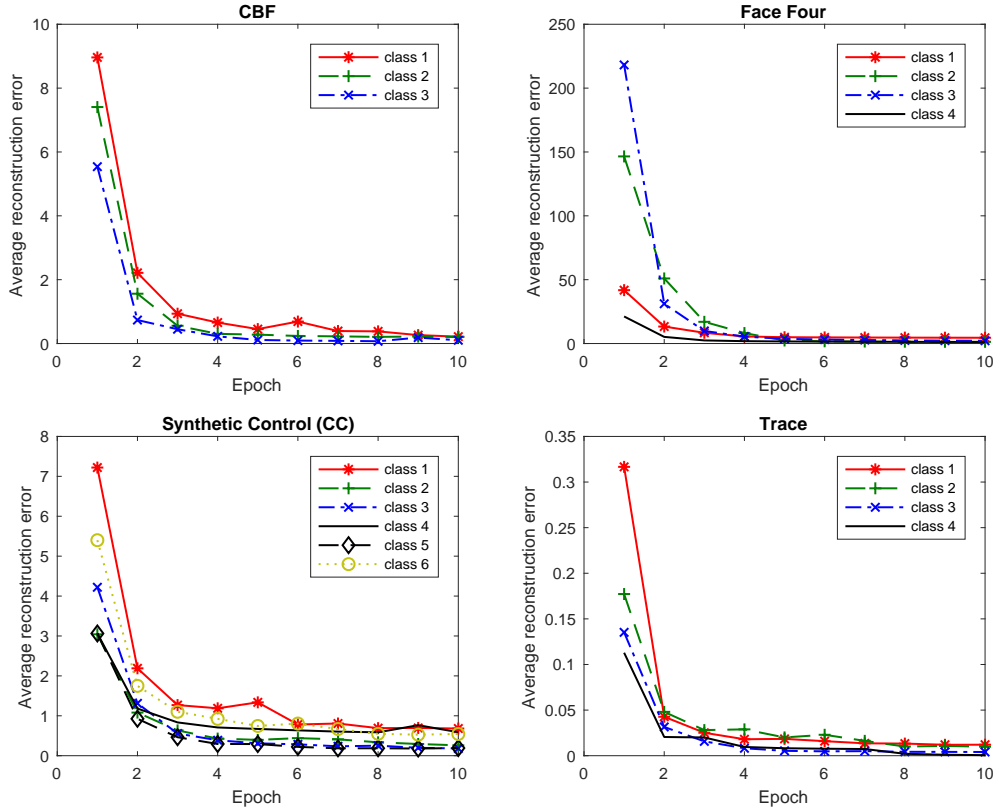 CBF
10
8
6
4
2
0
Average reconstruction error
class 1
class 2
class 3
0 2 4 6 8 10
Epoch
Face Four
250
200
150
100
50
0
Average reconstruction error
class 1
class 2
class 3
class 4
0 2 4 6 8 10
Epoch
Synthetic Control (CC)
8
7
6
5
4
3
2
1
0
Average reconstruction error
class 1
class 2
class 3
class 4
class 5
class 6
0 2 4 6 8 10
Epoch
Trace
0.35
0.3
0.25
0.2
0.15
0.1
0.05
0
Average reconstruction error
class 1
class 2
class 3
class 4
0 2 4 6 8 10
Epoch